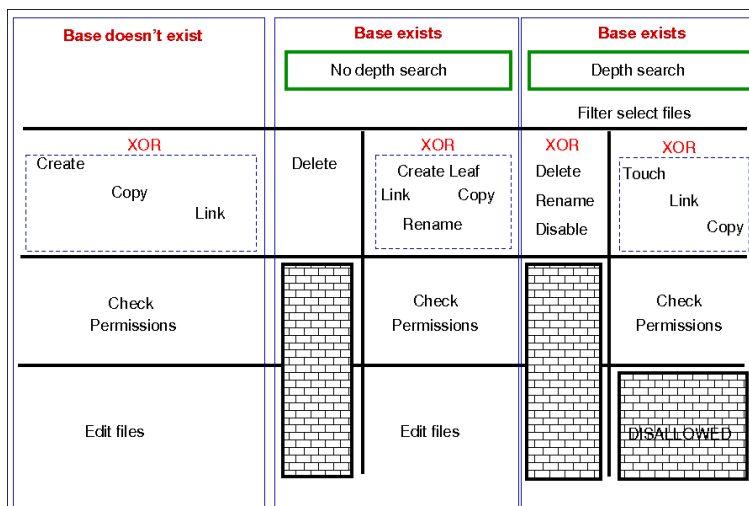 Base doesn't exist
Base exists
Base exists
No depth search
Depth search
Filter select files
XOR
Create
Copy
Link
Delete
XOR
Create Leaf
Link Copy
Rename
XOR
Delete
Rename
Disable
XOR
Touch
Link
Copy
Check
Permissions
Check
Permissions
Check
Permissions
Edit files
Edit files
DISALLOWED